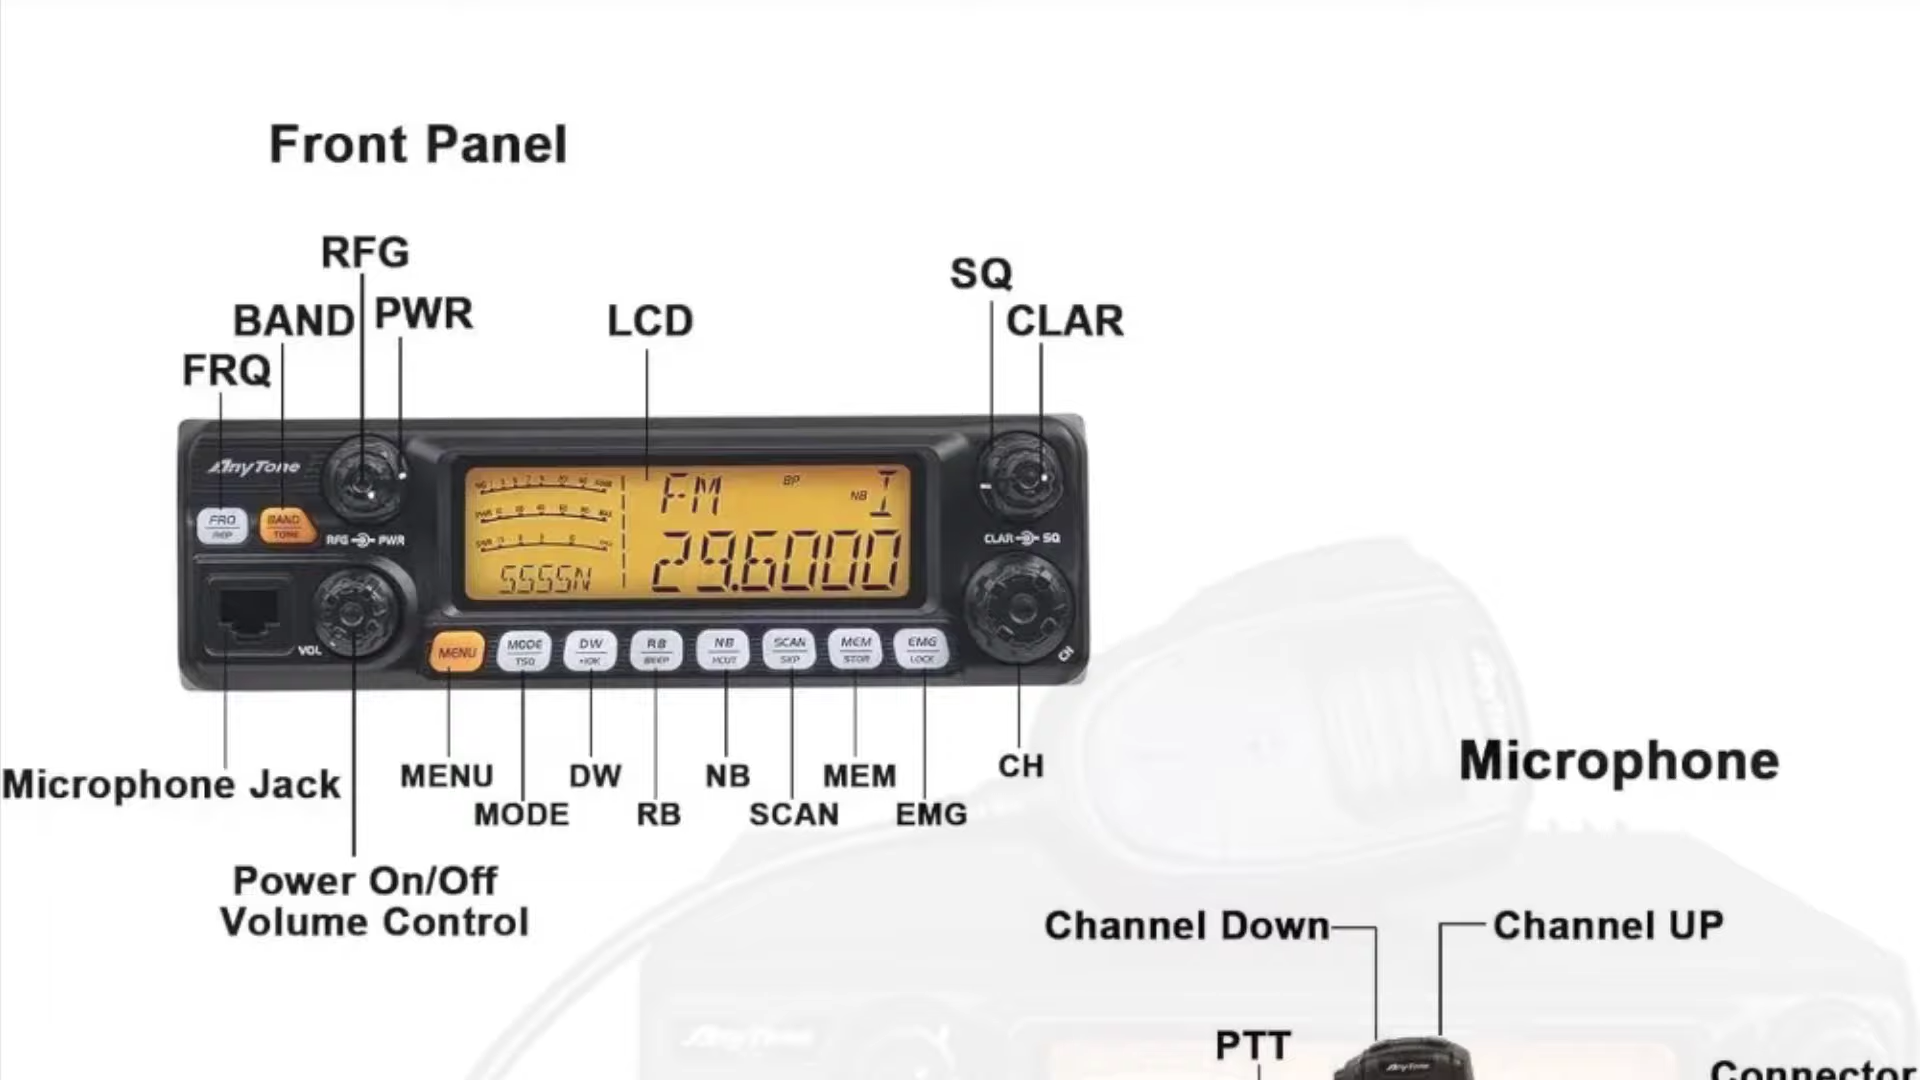 Front Panel
RFG
SQ
BAND
PWR
LCD
CLAR
FRQ
AnyTone
FM
BP
NB
I
29.6000
SSSSN
FRQ
BAND
TONE
RFG
PWR
CLAR
SQ
VOL
CH
MENU
MODE
TSQ
DW
RB
BEEP
NB
SCAN
SKP
MEM
STOR
EMG
LOCK
Microphone Jack
MENU
DW
NB
MEM
CH
MODE
RB
SCAN
EMG
Microphone
Power On/Off
Volume Control
Channel Down
Channel UP
AnyTone
PTT
AnyTone
Connector